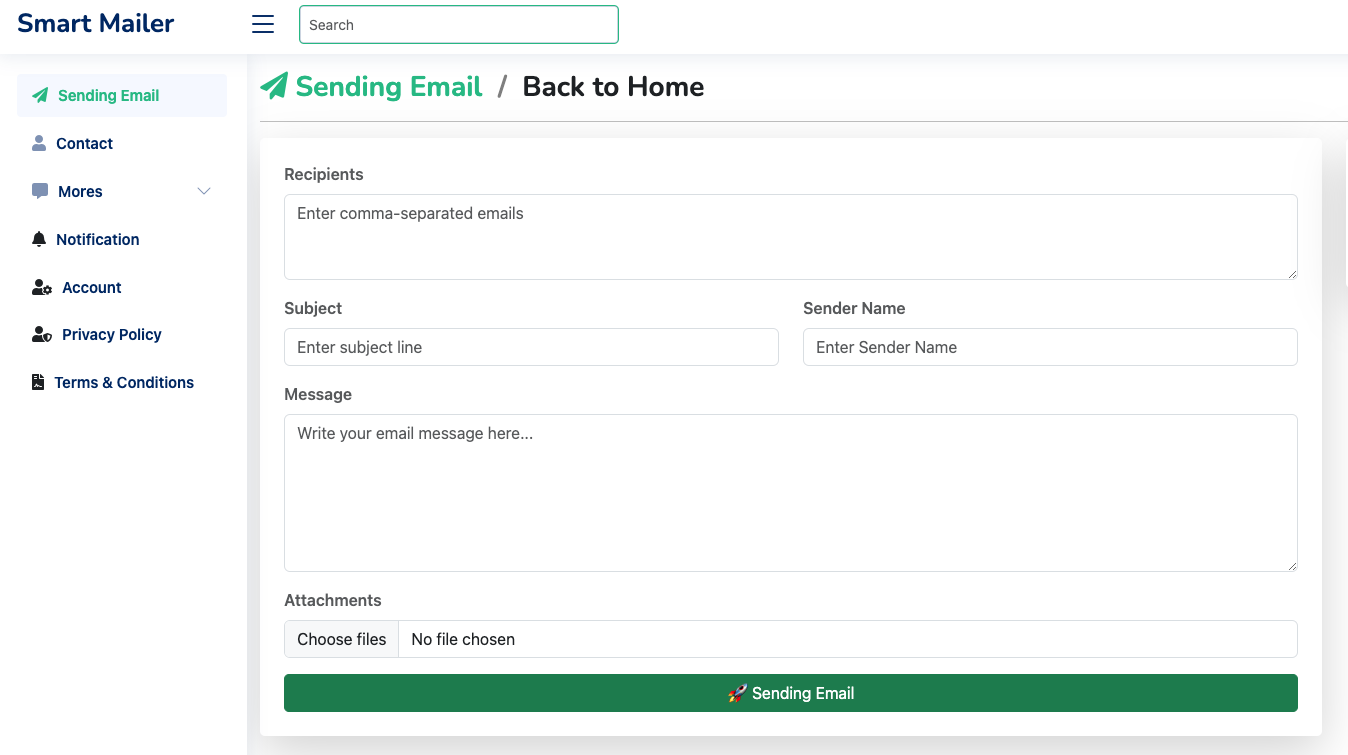 Smart Mailer
Search
Sending Email
Contact
Mores
Notification
Account
Privacy Policy
Terms & Conditions
Sending Email / Back to Home
Recipients
Enter comma-separated emails
Subject
Enter subject line
Sender Name
Enter Sender Name
Message
Write your email message here...
Attachments
Choose files No file chosen
🚀 Sending Email